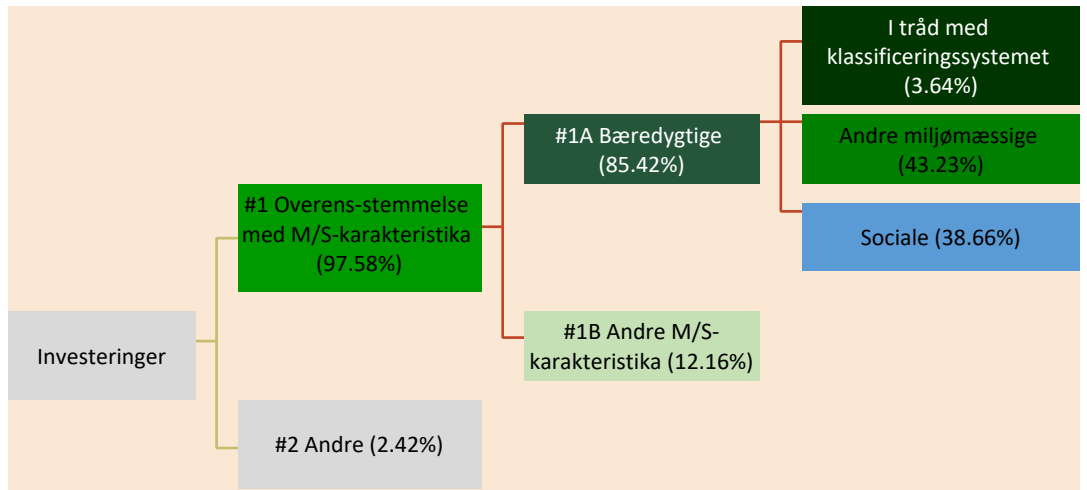 I tråd med
klassificeringssystemet
(3.64%)
#1A Bæredygtige
(85.42%)
Andre miljømæssige
(43.23%)
#1 Overens-stemmelse
med M/S-karakteristika
(97.58%)
Sociale (38.66%)
Investeringer
#1B Andre M/S-
karakteristika (12.16%)
#2 Andre (2.42%)